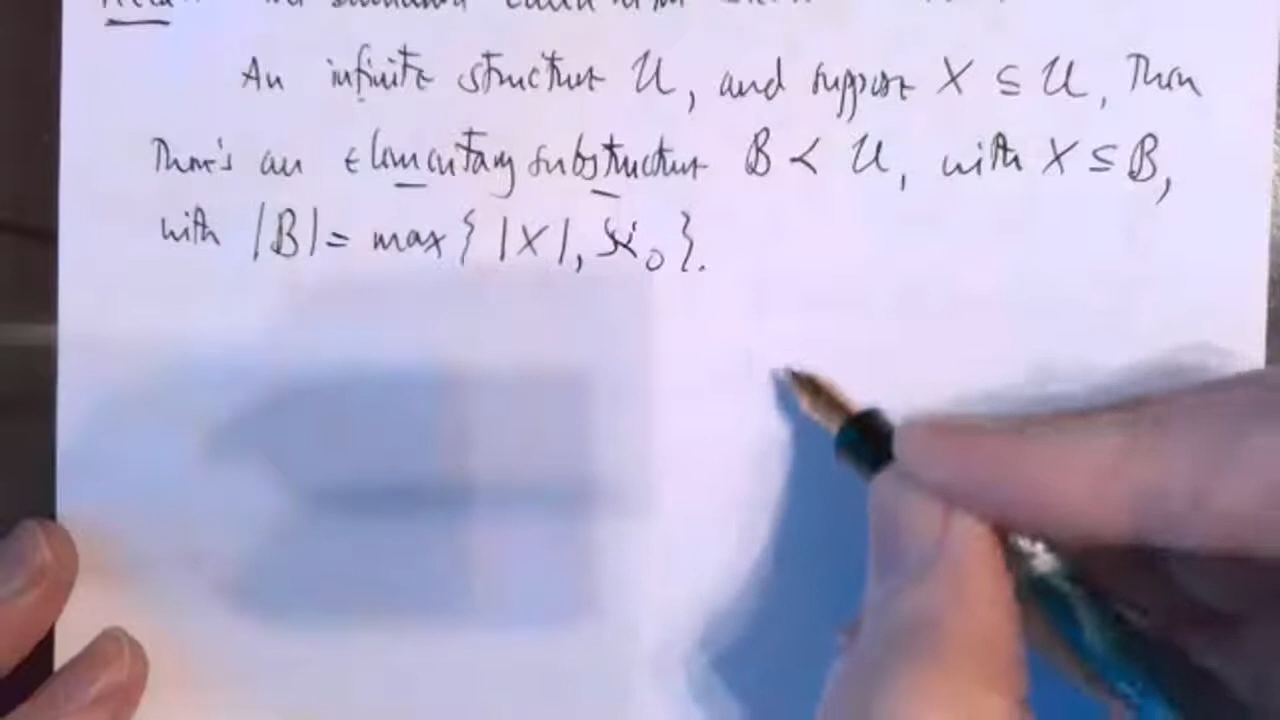 An infinite structure U, and suppose X ⊆ U, Then
There's an elementary substructure B ≺ U, with X ⊆ B,
with |B| = max{ |X|, ℵ₀ }.